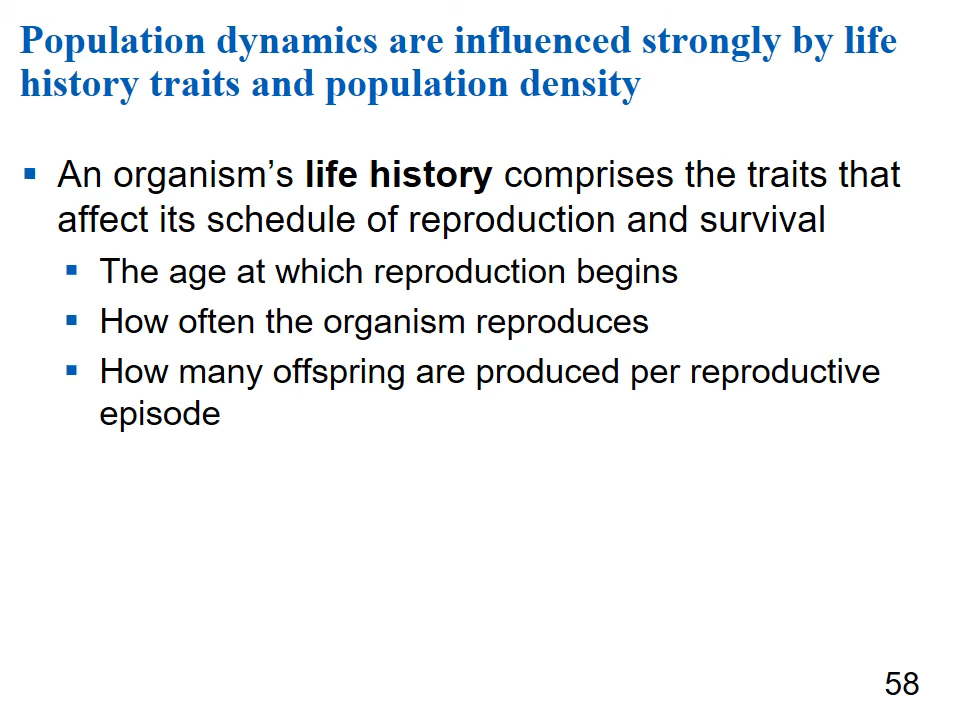 Population dynamics are influenced strongly by life
history traits and population density
▪ An organism’s life history comprises the traits that
affect its schedule of reproduction and survival
▪ The age at which reproduction begins
▪ How often the organism reproduces
▪ How many offspring are produced per reproductive
episode
58